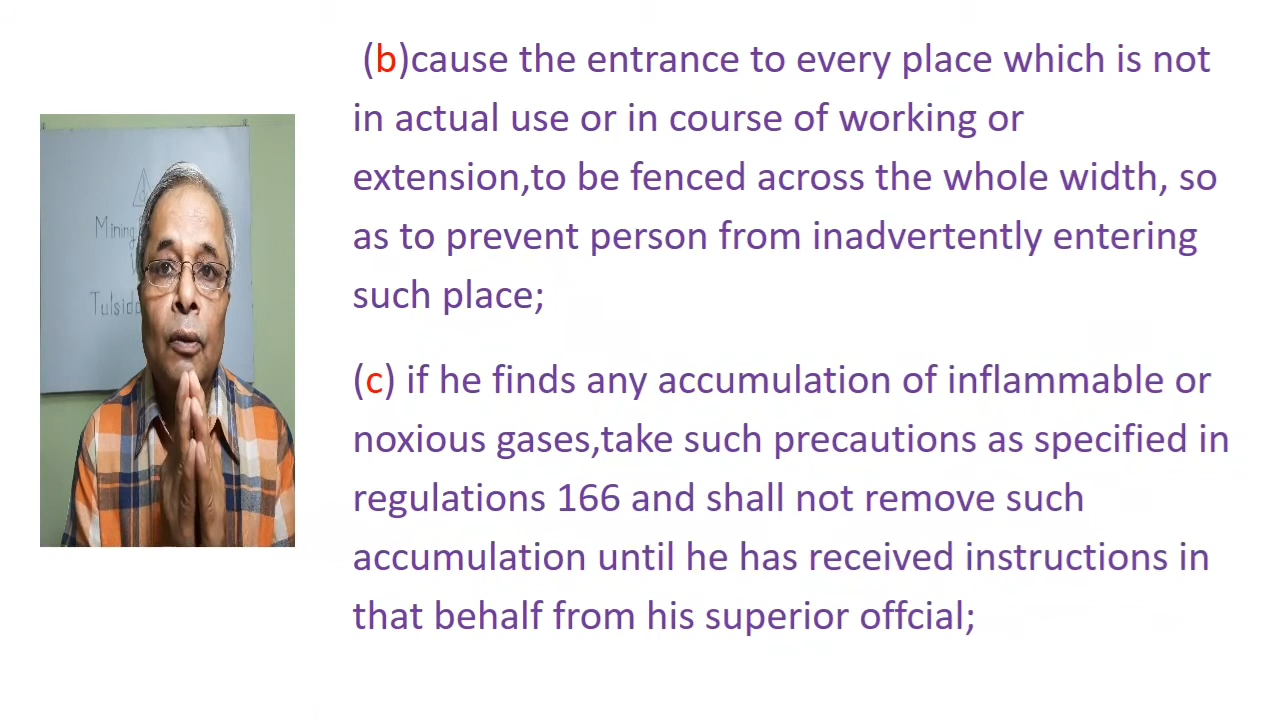 (b)cause the entrance to every place which is not
in actual use or in course of working or
extension,to be fenced across the whole width, so
as to prevent person from inadvertently entering
such place;
(c) if he finds any accumulation of inflammable or
noxious gases,take such precautions as specified in
regulations 166 and shall not remove such
accumulation until he has received instructions in
that behalf from his superior offcial;
Mining